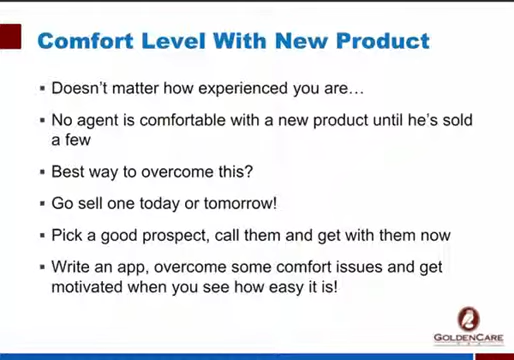 Comfort Level With New Product
▪ Doesn't matter how experienced you are…
▪ No agent is comfortable with a new product until he's sold
a few
▪ Best way to overcome this?
▪ Go sell one today or tomorrow!
▪ Pick a good prospect, call them and get with them now
▪ Write an app, overcome some comfort issues and get
motivated when you see how easy it is!
GOLDENCARE